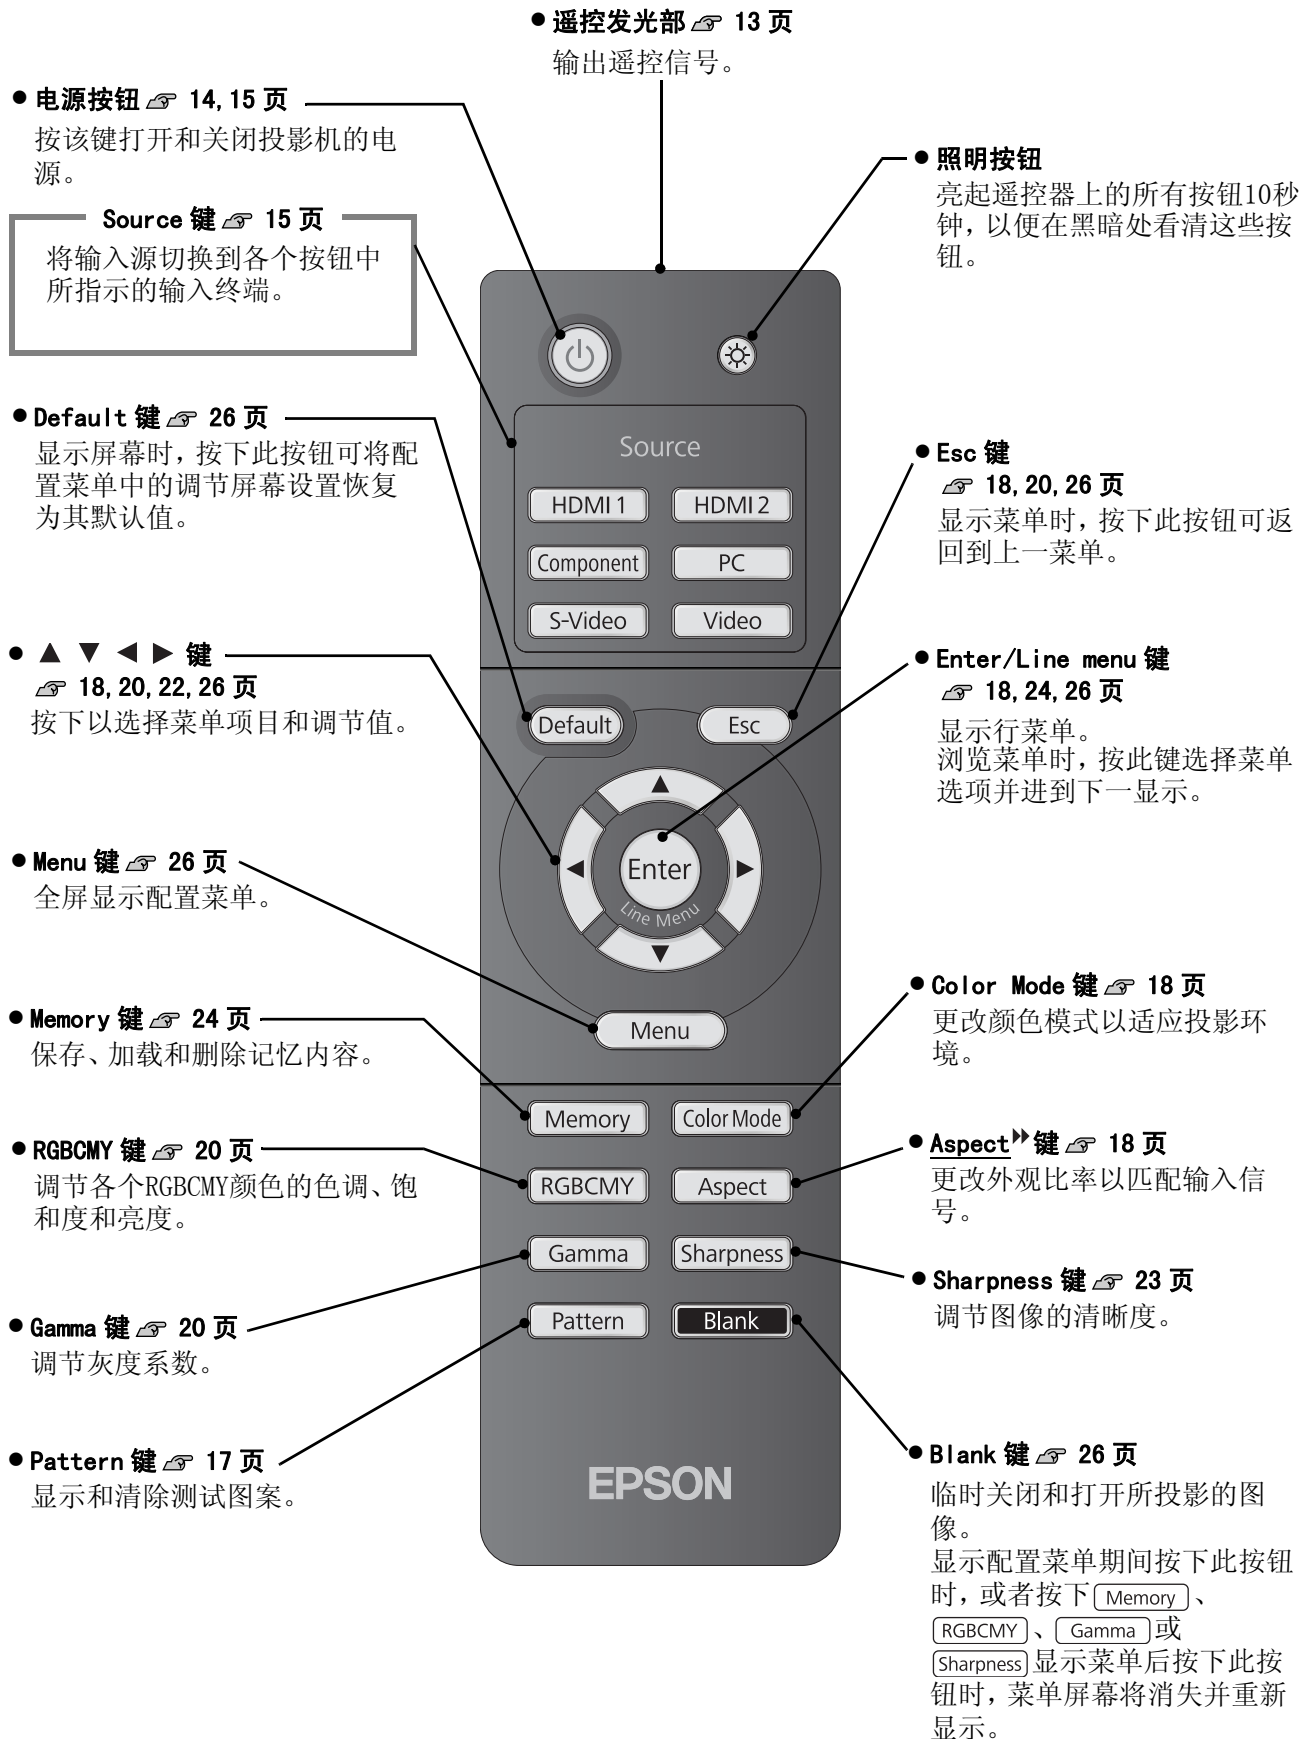 ●遥控发光部☞ 13 页
输出遥控信号。
●电源按钮☞ 14,15 页
按该键打开和关闭投影机的电
源。
Source 键☞ 15 页
将输入源切换到各个按钮中
所指示的输入终端。
●Default 键☞ 26 页
显示屏幕时,按下此按钮可将配
置菜单中的调节屏幕设置恢复
为其默认值。
● ▲ ▼ ◀ ▶ 键
☞ 18,20,22,26 页
按下以选择菜单项目和调节值。
●Menu 键☞ 26 页
全屏显示配置菜单。
●Memory 键☞ 24 页
保存、加载和删除记忆内容。
●RGBCMY 键☞ 20 页
调节各个RGBCMY颜色的色调、饱
和度和亮度。
●Gamma 键☞ 20 页
调节灰度系数。
●Pattern 键☞ 17 页
显示和清除测试图案。
Source
HDMI 1
HDMI 2
Component
PC
S-Video
Video
Default
Esc
▲
◀
Enter
▶
Line Menu
▼
Menu
Memory
Color Mode
RGBCMY
Aspect
Gamma
Sharpness
Pattern
Blank
EPSON
●照明按钮
亮起遥控器上的所有按钮10秒
钟,以便在黑暗处看清这些按
钮。
●Esc 键
☞ 18,20,26 页
显示菜单时,按下此按钮可返
回到上一菜单。
●Enter/Line menu 键
☞ 18,24,26 页
显示行菜单。
浏览菜单时,按此键选择菜单
选项并进到下一显示。
●Color Mode 键☞ 18 页
更改颜色模式以适应投影环
境。
●Aspect▶▶键☞ 18 页
更改外观比率以匹配输入信
号。
●Sharpness 键☞ 23 页
调节图像的清晰度。
●Blank 键☞ 26 页
临时关闭和打开所投影的图
像。
显示配置菜单期间按下此按钮
时,或者按下 Memory 、
RGBCMY 、 Gamma 或
Sharpness 显示菜单后按下此按
钮时,菜单屏幕将消失并重新
显示。